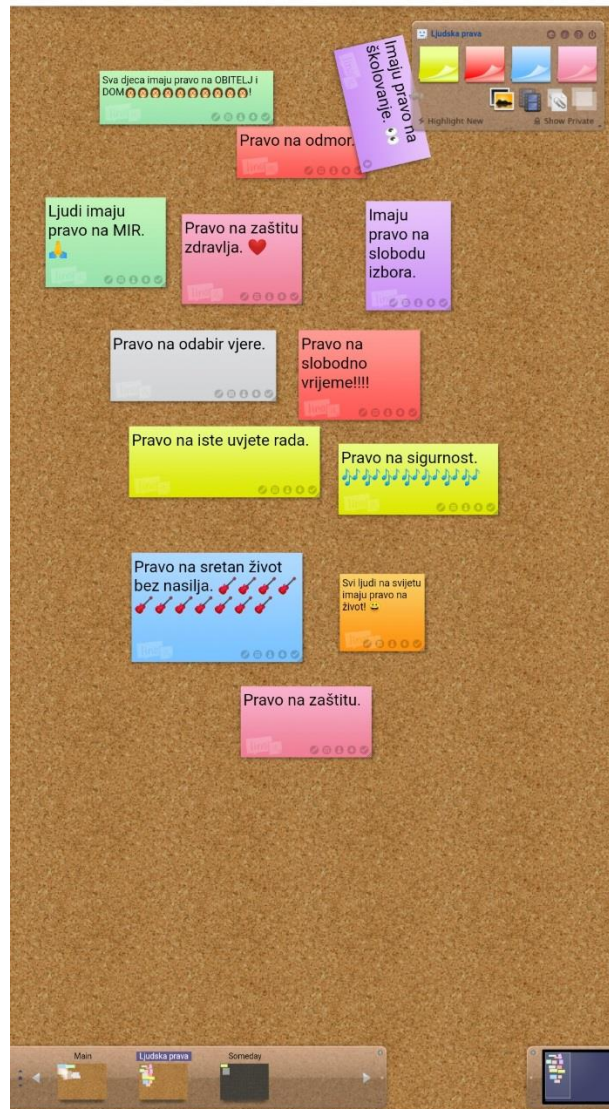 Ljudska prava
Highlight New
Show Private
Sva djeca imaju pravo na OBITELJ i
DOM👩👩👩👩👩👩👩👩👩👩!
Imaju pravo na
školovanje. 👀
Pravo na odmor.
Ljudi imaju
pravo na MIR.
🙏
Pravo na zaštitu
zdravlja. ❤️
Imaju
pravo na
slobodu
izbora.
Pravo na odabir vjere.
Pravo na
slobodno
vrijeme!!!!
Pravo na iste uvjete rada.
Pravo na sigurnost.
🎶🎶🎶🎶🎶🎶🎶
Pravo na sretan život
bez nasilja. 🎸🎸🎸🎸
🎸🎸🎸🎸🎸🎸🎸
Svi ljudi na svijetu
imaju pravo na
život! 😀
Pravo na zaštitu.
Main
Ljudska prava
Someday